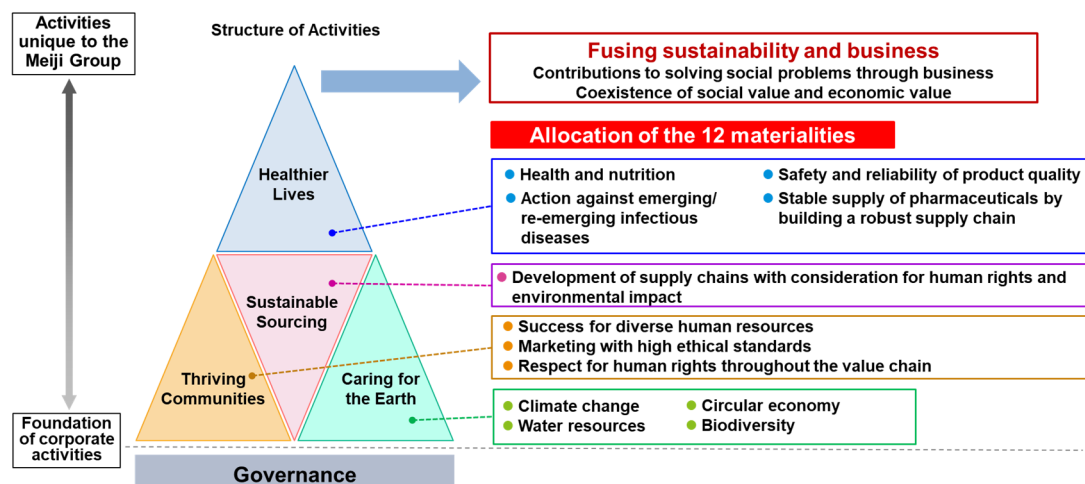 Activities
unique to the
Meiji Group
Structure of Activities
Fusing sustainability and business
Contributions to solving social problems through business
Coexistence of social value and economic value
Allocation of the 12 materialities
Healthier
Lives
Health and nutrition
Action against emerging/
re-emerging infectious
diseases
Safety and reliability of product quality
Stable supply of pharmaceuticals by
building a robust supply chain
Sustainable
Sourcing
Development of supply chains with consideration for human rights and
environmental impact
Thriving
Communities
Success for diverse human resources
Marketing with high ethical standards
Respect for human rights throughout the value chain
Caring for
the Earth
Climate change
Water resources
Circular economy
Biodiversity
Foundation
of corporate
activities
Governance